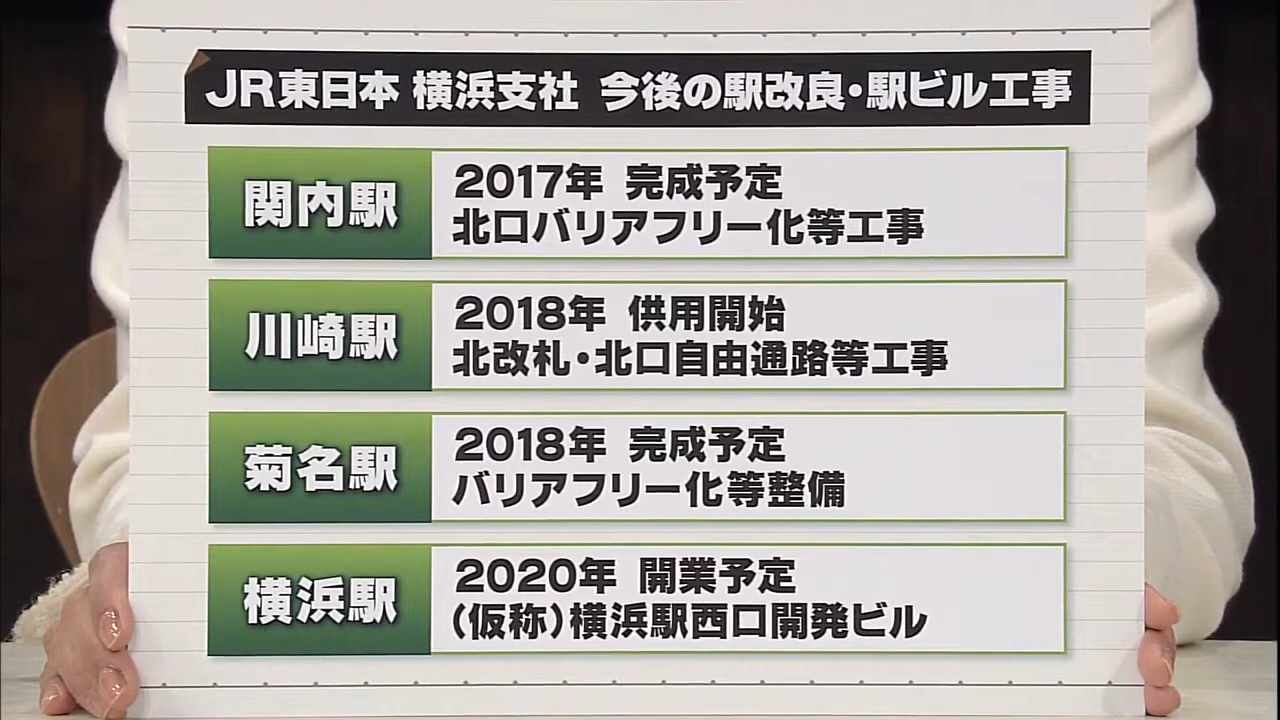 JR東日本 横浜支社 今後の駅改良・駅ビル工事
関内駅
2017年 完成予定
北口バリアフリー化等工事
川崎駅
2018年 供用開始
北改札・北口自由通路等工事
菊名駅
2018年 完成予定
バリアフリー化等整備
横浜駅
2020年 開業予定
(仮称)横浜駅西口開発ビル